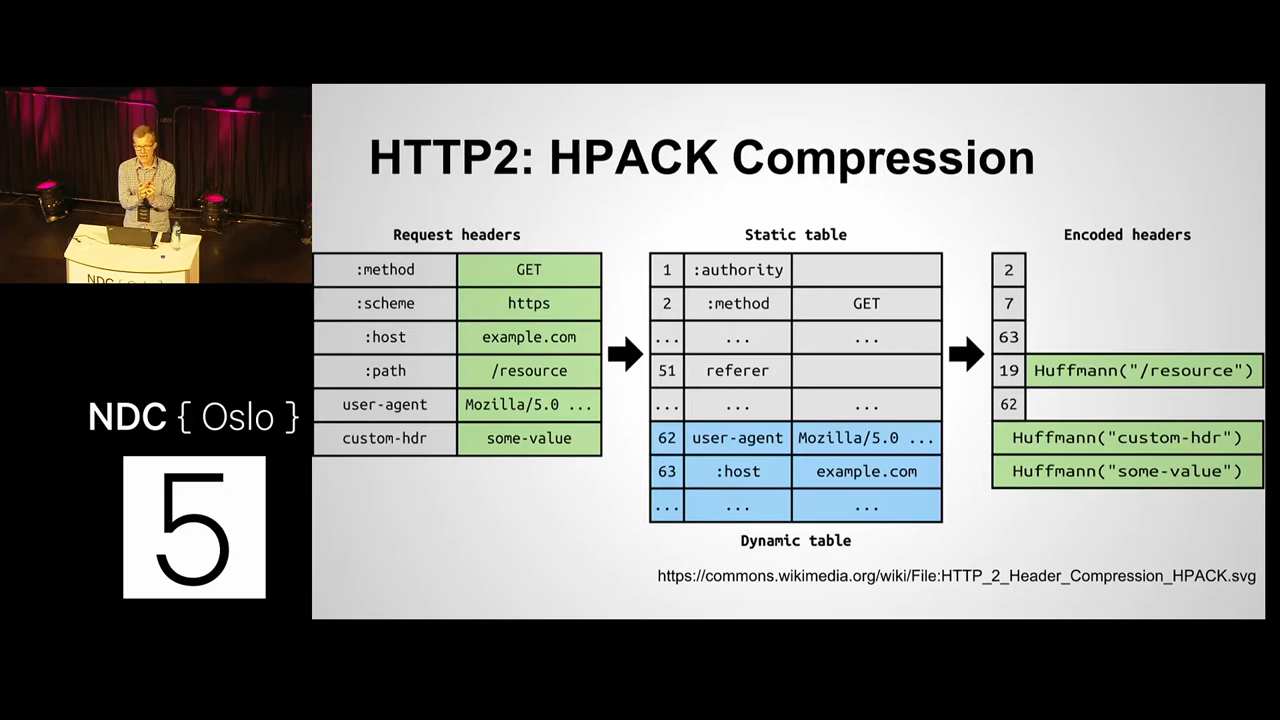 HTTP2: HPACK Compression
Request headers
:method GET
:scheme https
:host example.com
:path /resource
user-agent Mozilla/5.0 ...
custom-hdr some-value
Static table
1 :authority
2 :method GET
... ... ...
51 referer
... ... ...
62 user-agent Mozilla/5.0 ...
63 :host example.com
... ... ...
Dynamic table
Encoded headers
2
7
63
19 Huffmann("/resource")
62
Huffmann("custom-hdr")
Huffmann("some-value")
https://commons.wikimedia.org/wiki/File:HTTP_2_Header_Compression_HPACK.svg
NDC { Oslo }
NDC { Oslo }
5